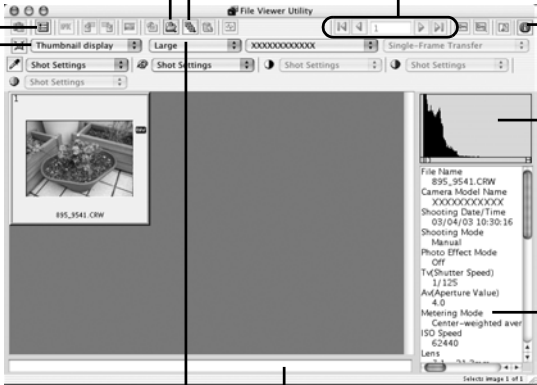 File Viewer Utility
1
Thumbnail display
Large
XXXXXXXXXXXX
Single-Frame Transfer
Shot Settings
Shot Settings
Shot Settings
Shot Settings
Shot Settings
1
895_9541.CRW
File Name
895_9541.CRW
Camera Model Name
XXXXXXXXXXX
Shooting Date/Time
03/04/03 10:30:16
Shooting Mode
Manual
Photo Effect Mode
Off
Tv(Shutter Speed)
1/125
Av(Aperture Value)
4.0
Metering Mode
Center-weighted aver
ISO Speed
62440
Lens
Selects image 1 of 1